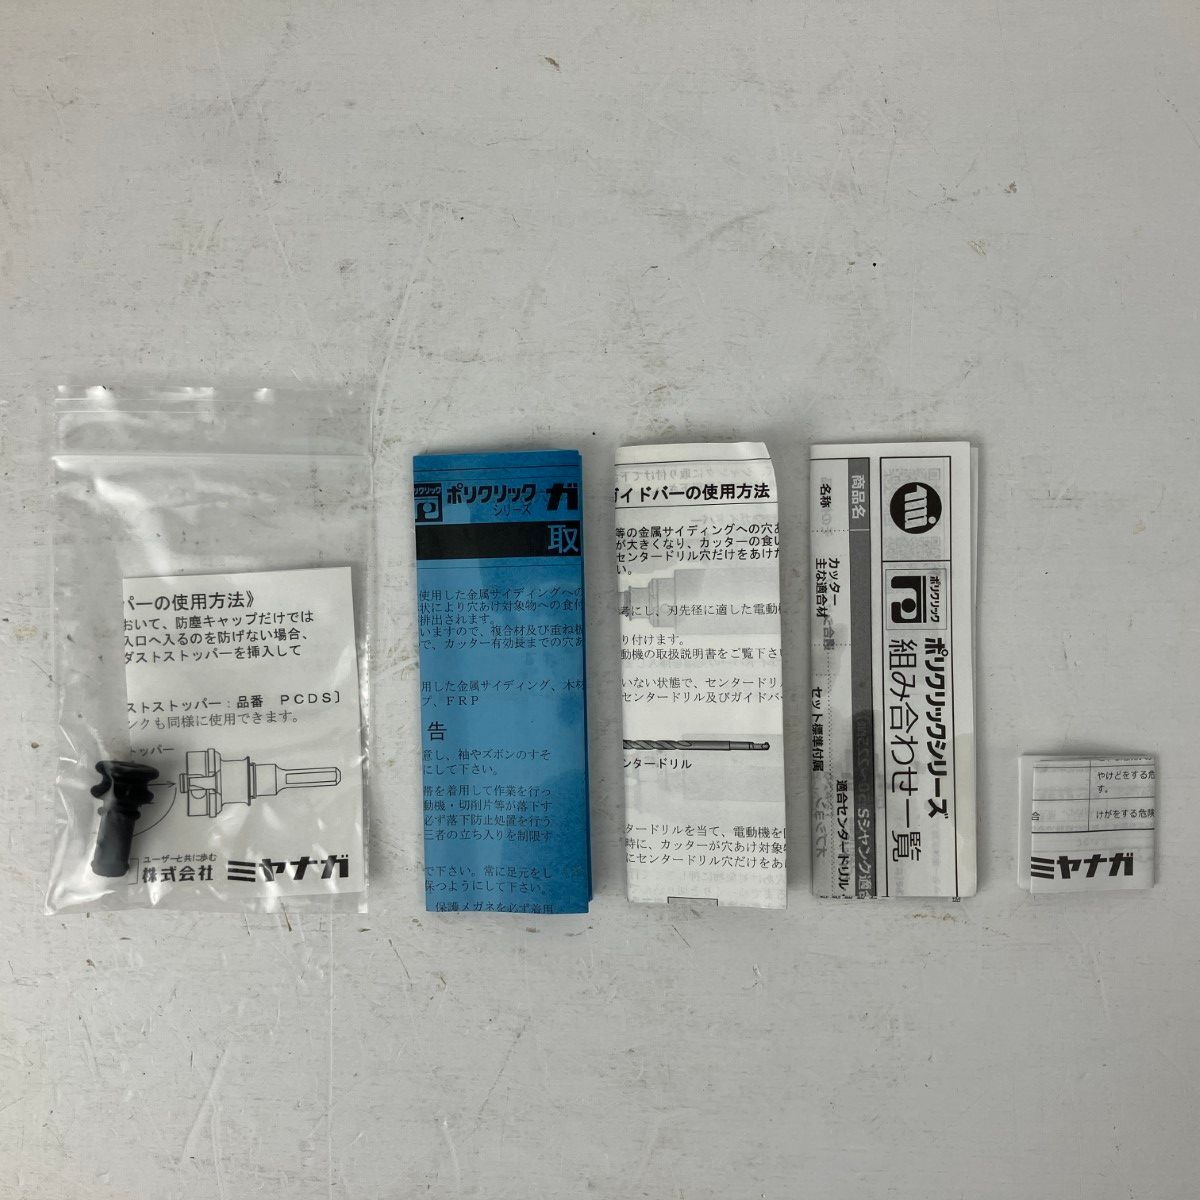 パーの使用方法》
おいて、防塵キャップだけでは
入口へ入るのを防げない場合、
ダストストッパーを挿入して
ストストッパー：品番 PCDS〕
ンクも同様に使用できます。
トッパー
ユーザーと共に歩む
株式会社 ミヤナガ
ポリクリック
シリーズ
ガ
取
使用した金属サイディングへの
状により穴あけ対象物への食付
排出されます。
いますので、複合材及び重ね板
で、カッター有効長までの穴あ
用した金属サイディング、木材
プ、ＦＲＰ
告
意し、袖やズボンのすそ
にして下さい。
帯を着用して作業を行っ
動機・切削片等が落下す
必ず落下防止処置を行う
三者の立ち入りを制限す
で下さい。常に足元をし
保つようにして下さい。
保護メガネを必ず着用
ガイドバーの使用方法
等の金属サイディングへの穴あ
が大きくなり、カッターの食い
センタードリル穴だけをあけた
い。
考にし、刃先径に適した電動機
り付けます。
動機の取扱説明書をご覧下さい
いない状態で、センタードリル
センタードリル及びガイドバー
ンタードリル
タードリルを当て、電動機を回
時に、カッターが穴あけ対象物
にセンタードリル穴だけをあけ
mi
ポリクリック
ポリクリックシリーズ
組み合わせ一覧
商品名
名称
カッター
主な適合材
セット標準付属
適合センタードリル
SSシャンク適合
やけどをする危
す。
合
けがをする危険
ミヤナガ